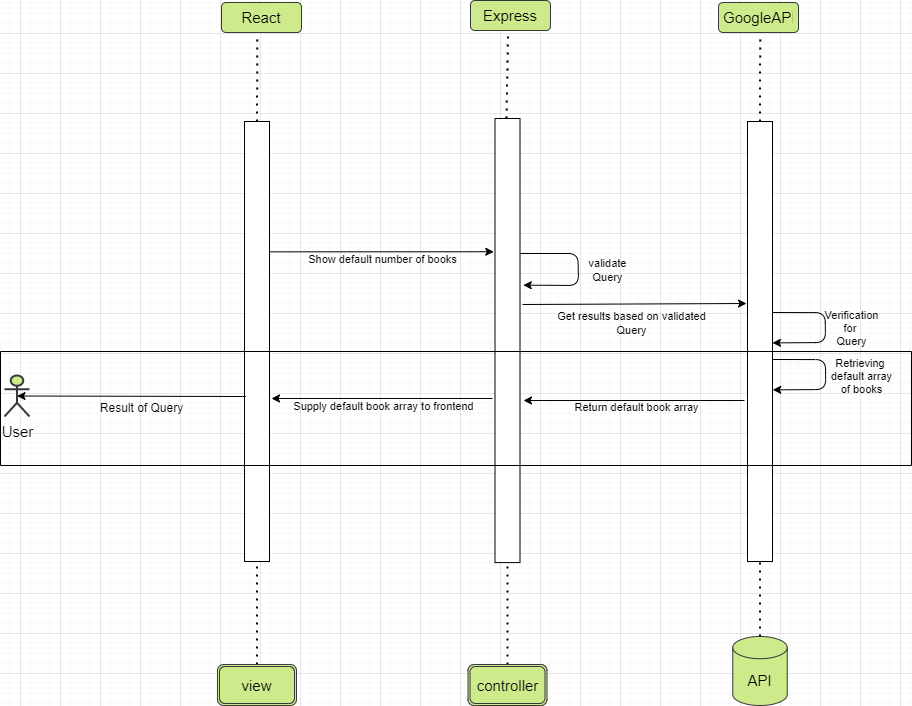 React
Express
GoogleAPI
Show default number of books
validate
Query
Get results based on validated
Query
Verification
for
Query
Retrieving
default array
of books
Result of Query
Supply default book array to frontend
Return default book array
User
view
controller
API